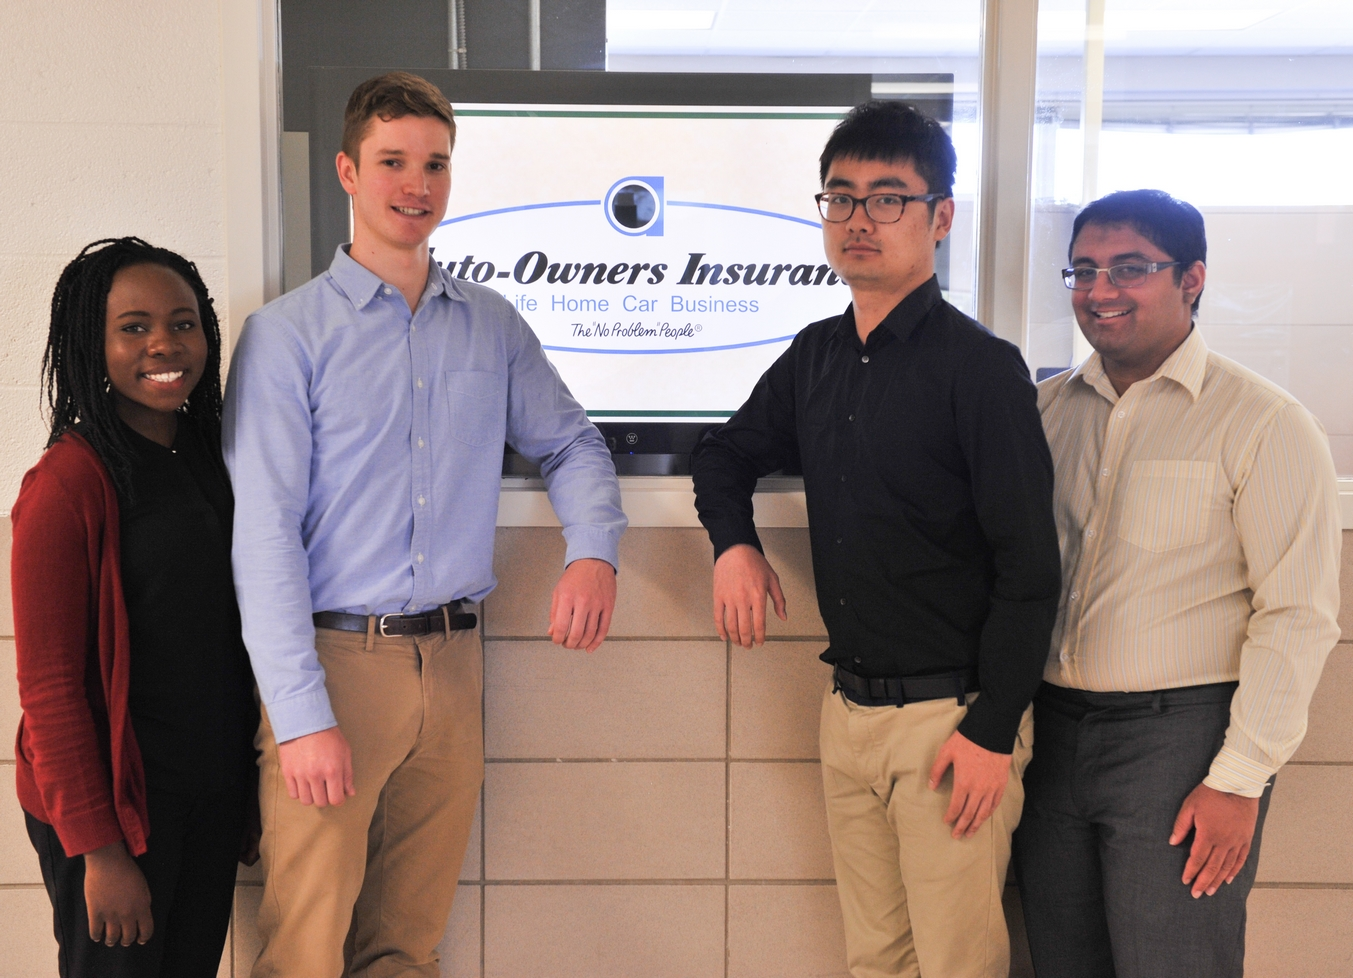 uto-Owners Insuran
ife Home Car Business
The "No Problem" People®